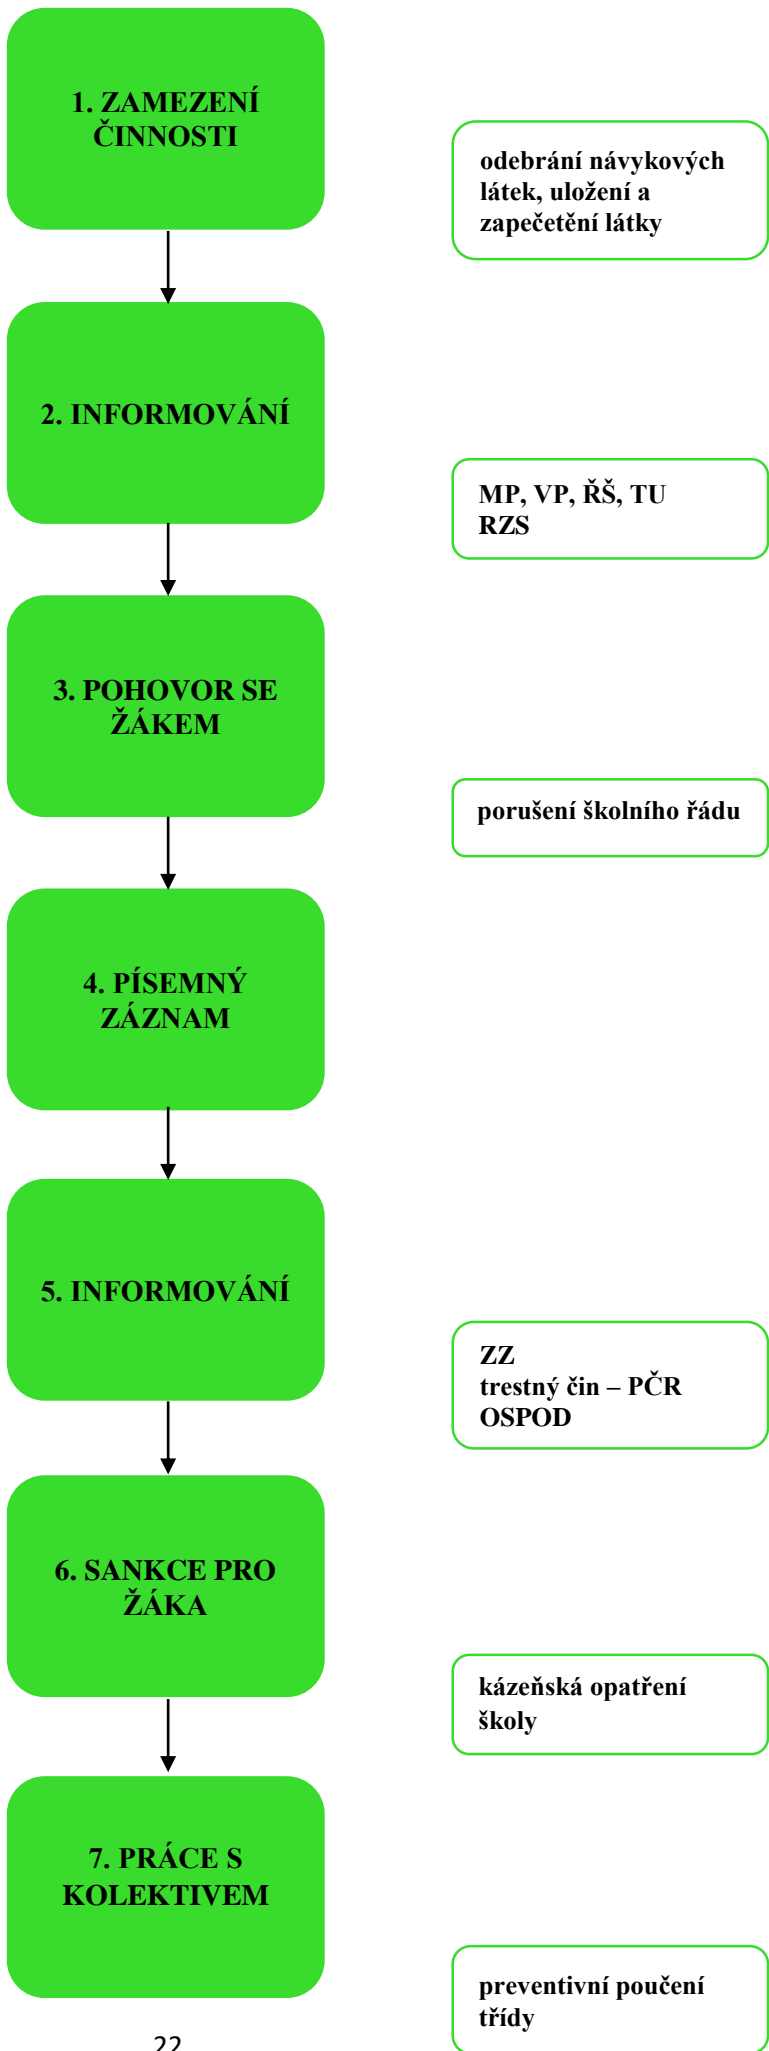 1. ZAMEZENÍ
ČINNOSTI
odebrání návykových
látek, uložení a
zapečetění látky
2. INFORMOVÁNÍ
MP, VP, ŘŠ, TU
RZS
3. POHOVOR SE
ŽÁKEM
porušení školního řádu
4. PÍSEMNÝ
ZÁZNAM
5. INFORMOVÁNÍ
ZZ
trestný čin – PČR
OSPOD
6. SANKCE PRO
ŽÁKA
kázeňská opatření
školy
7. PRÁCE S
KOLEKTIVEM
preventivní poučení
třídy
22